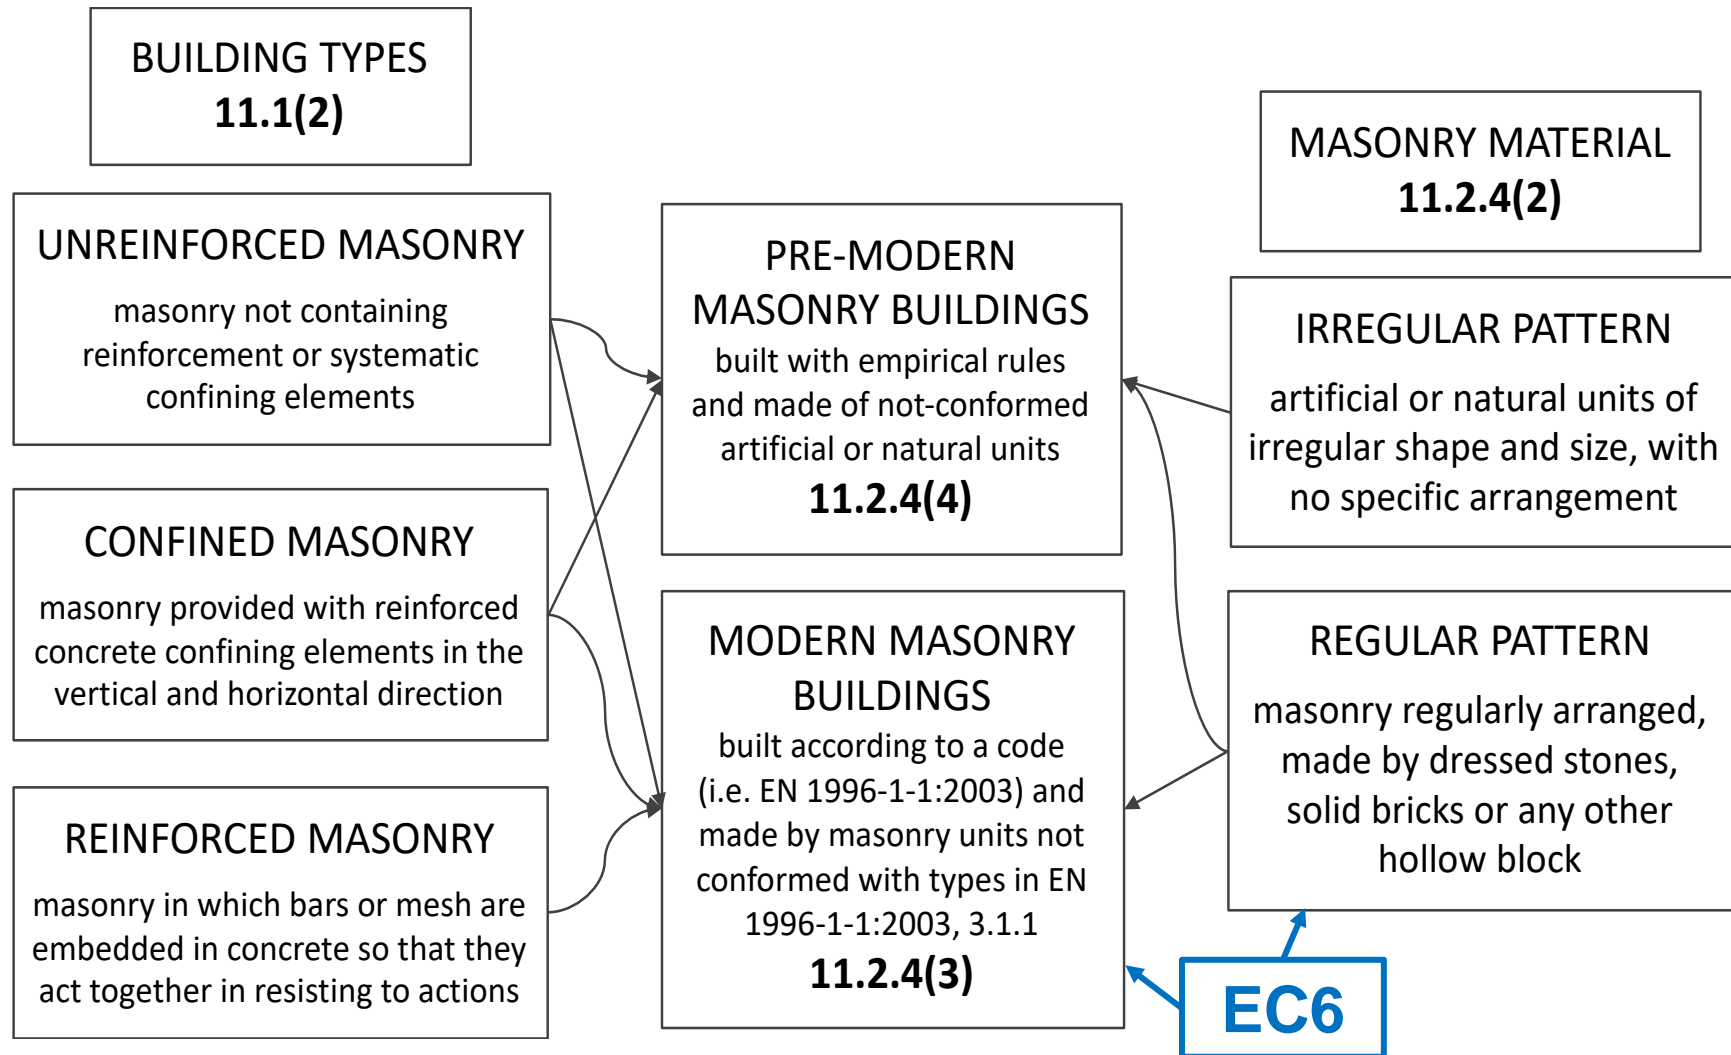 BUILDING TYPES
11.1(2)
UNREINFORCED MASONRY
masonry not containing
reinforcement or systematic
confining elements
CONFINED MASONRY
masonry provided with reinforced
concrete confining elements in the
vertical and horizontal direction
REINFORCED MASONRY
masonry in which bars or mesh are
embedded in concrete so that they
act together in resisting to actions
PRE-MODERN
MASONRY BUILDINGS
built with empirical rules
and made of not-conformed
artificial or natural units
11.2.4(4)
MODERN MASONRY
BUILDINGS
built according to a code
(i.e. EN 1996-1-1:2003) and
made by masonry units not
conformed with types in EN
1996-1-1:2003, 3.1.1
11.2.4(3)
MASONRY MATERIAL
11.2.4(2)
IRREGULAR PATTERN
artificial or natural units of
irregular shape and size, with
no specific arrangement
REGULAR PATTERN
masonry regularly arranged,
made by dressed stones,
solid bricks or any other
hollow block
EC6